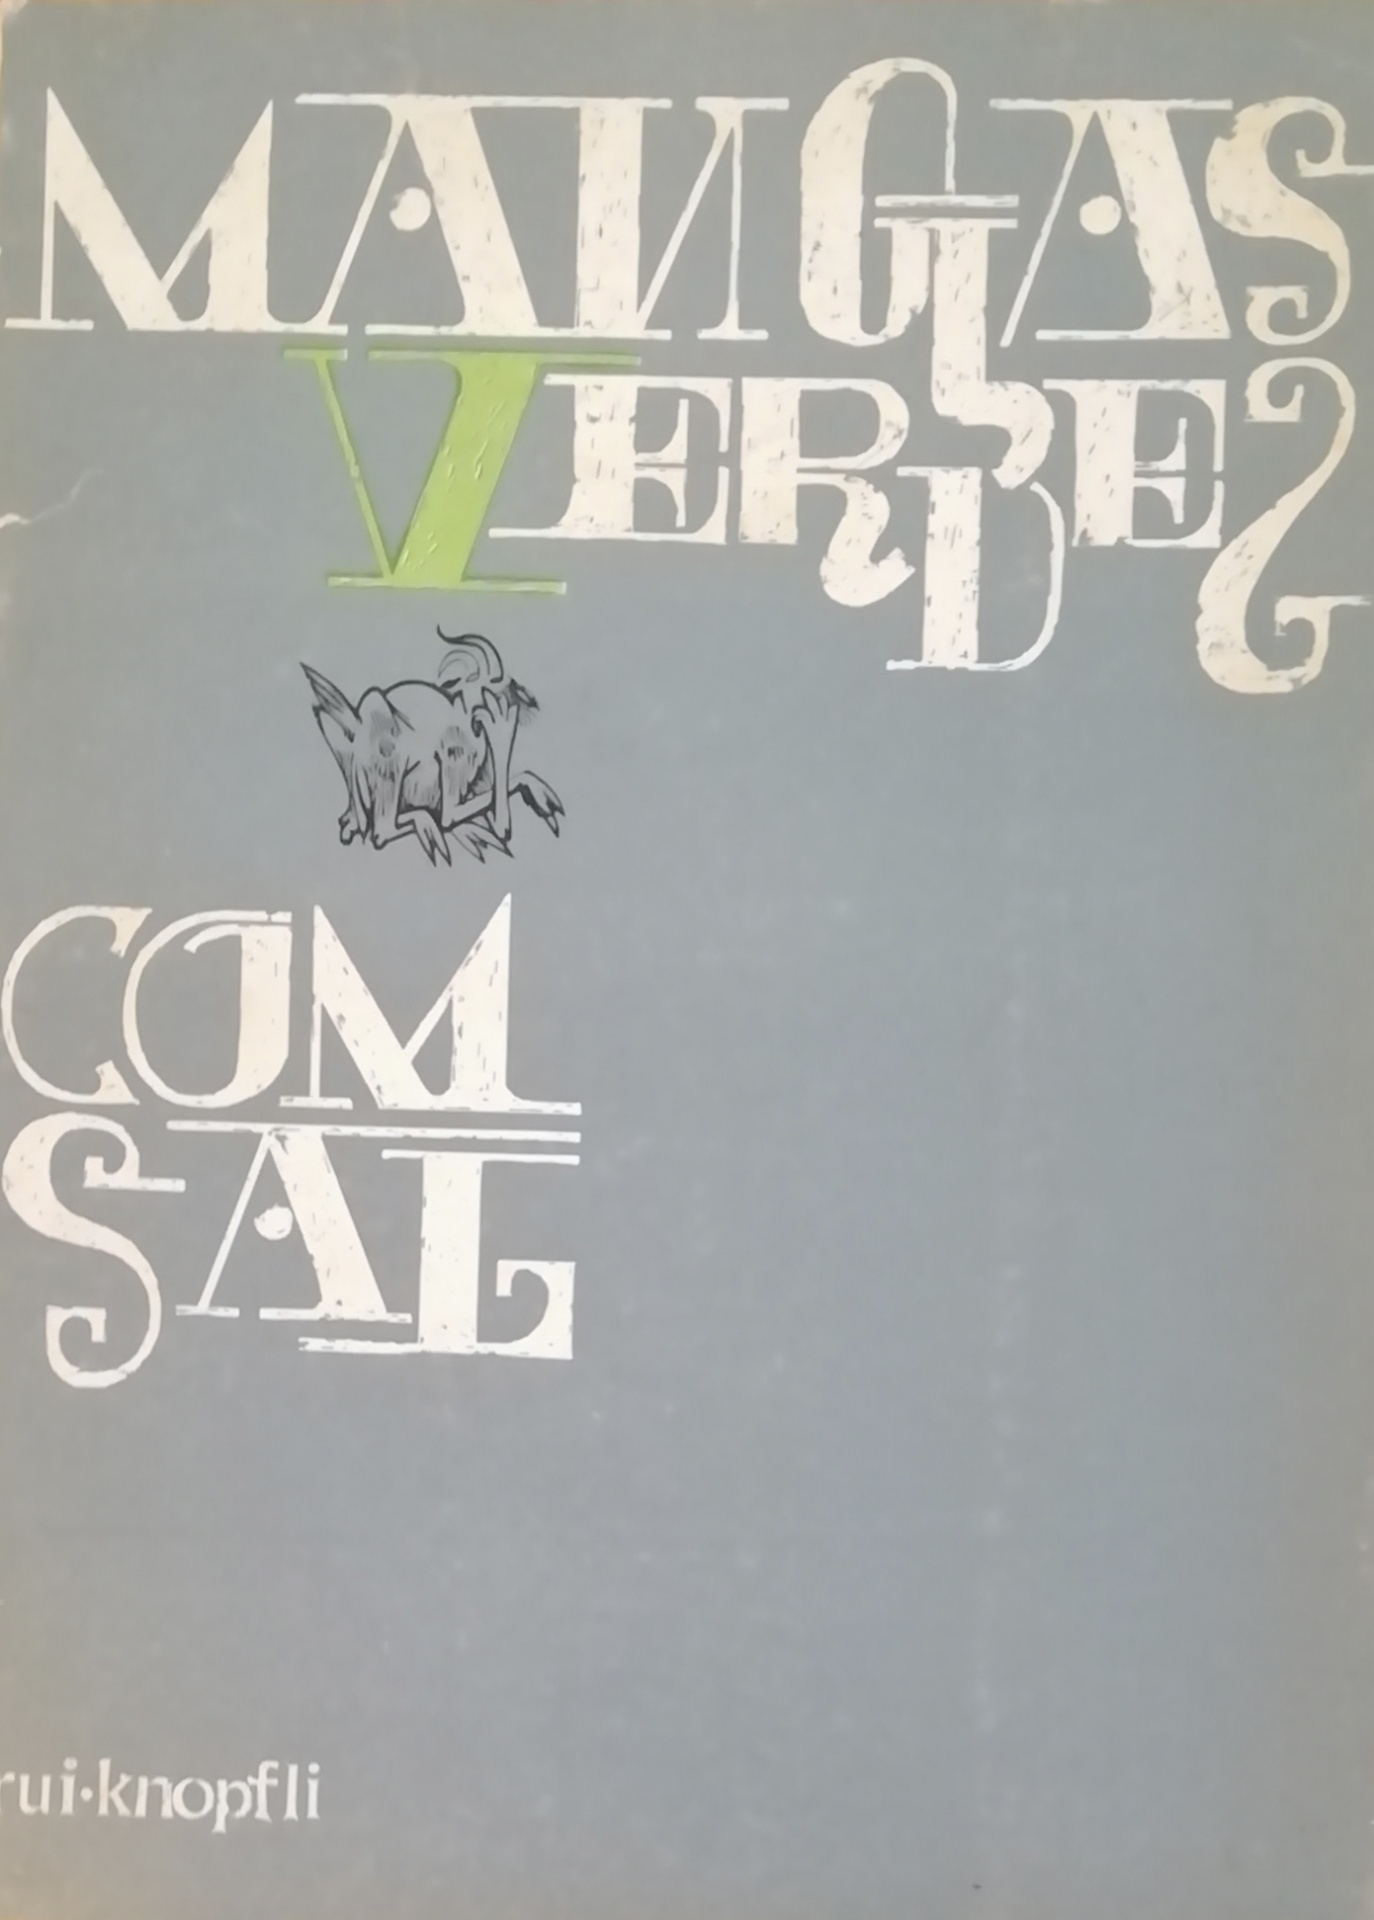 MANGAS
VERDES
COM
SAL
rui·knopfli